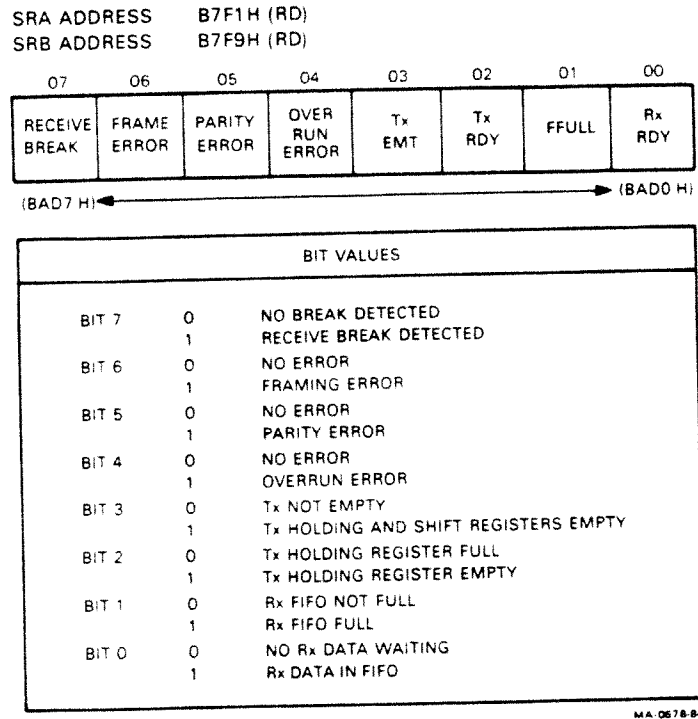 SRA ADDRESS B7F1H (RD)
SRB ADDRESS B7F9H (RD)
07 06 05 04 03 02 01 00
RECEIVE BREAK FRAME ERROR PARITY ERROR OVER RUN ERROR Tx EMT Tx RDY FFULL Rx RDY
(BAD7 H) (BAD0 H)
BIT VALUES
BIT 7 0 NO BREAK DETECTED
1 RECEIVE BREAK DETECTED
BIT 6 0 NO ERROR
1 FRAMING ERROR
BIT 5 0 NO ERROR
1 PARITY ERROR
BIT 4 0 NO ERROR
1 OVERRUN ERROR
BIT 3 0 Tx NOT EMPTY
1 Tx HOLDING AND SHIFT REGISTERS EMPTY
BIT 2 0 Tx HOLDING REGISTER FULL
1 Tx HOLDING REGISTER EMPTY
BIT 1 0 Rx FIFO NOT FULL
1 Rx FIFO FULL
BIT 0 0 NO Rx DATA WAITING
1 Rx DATA IN FIFO